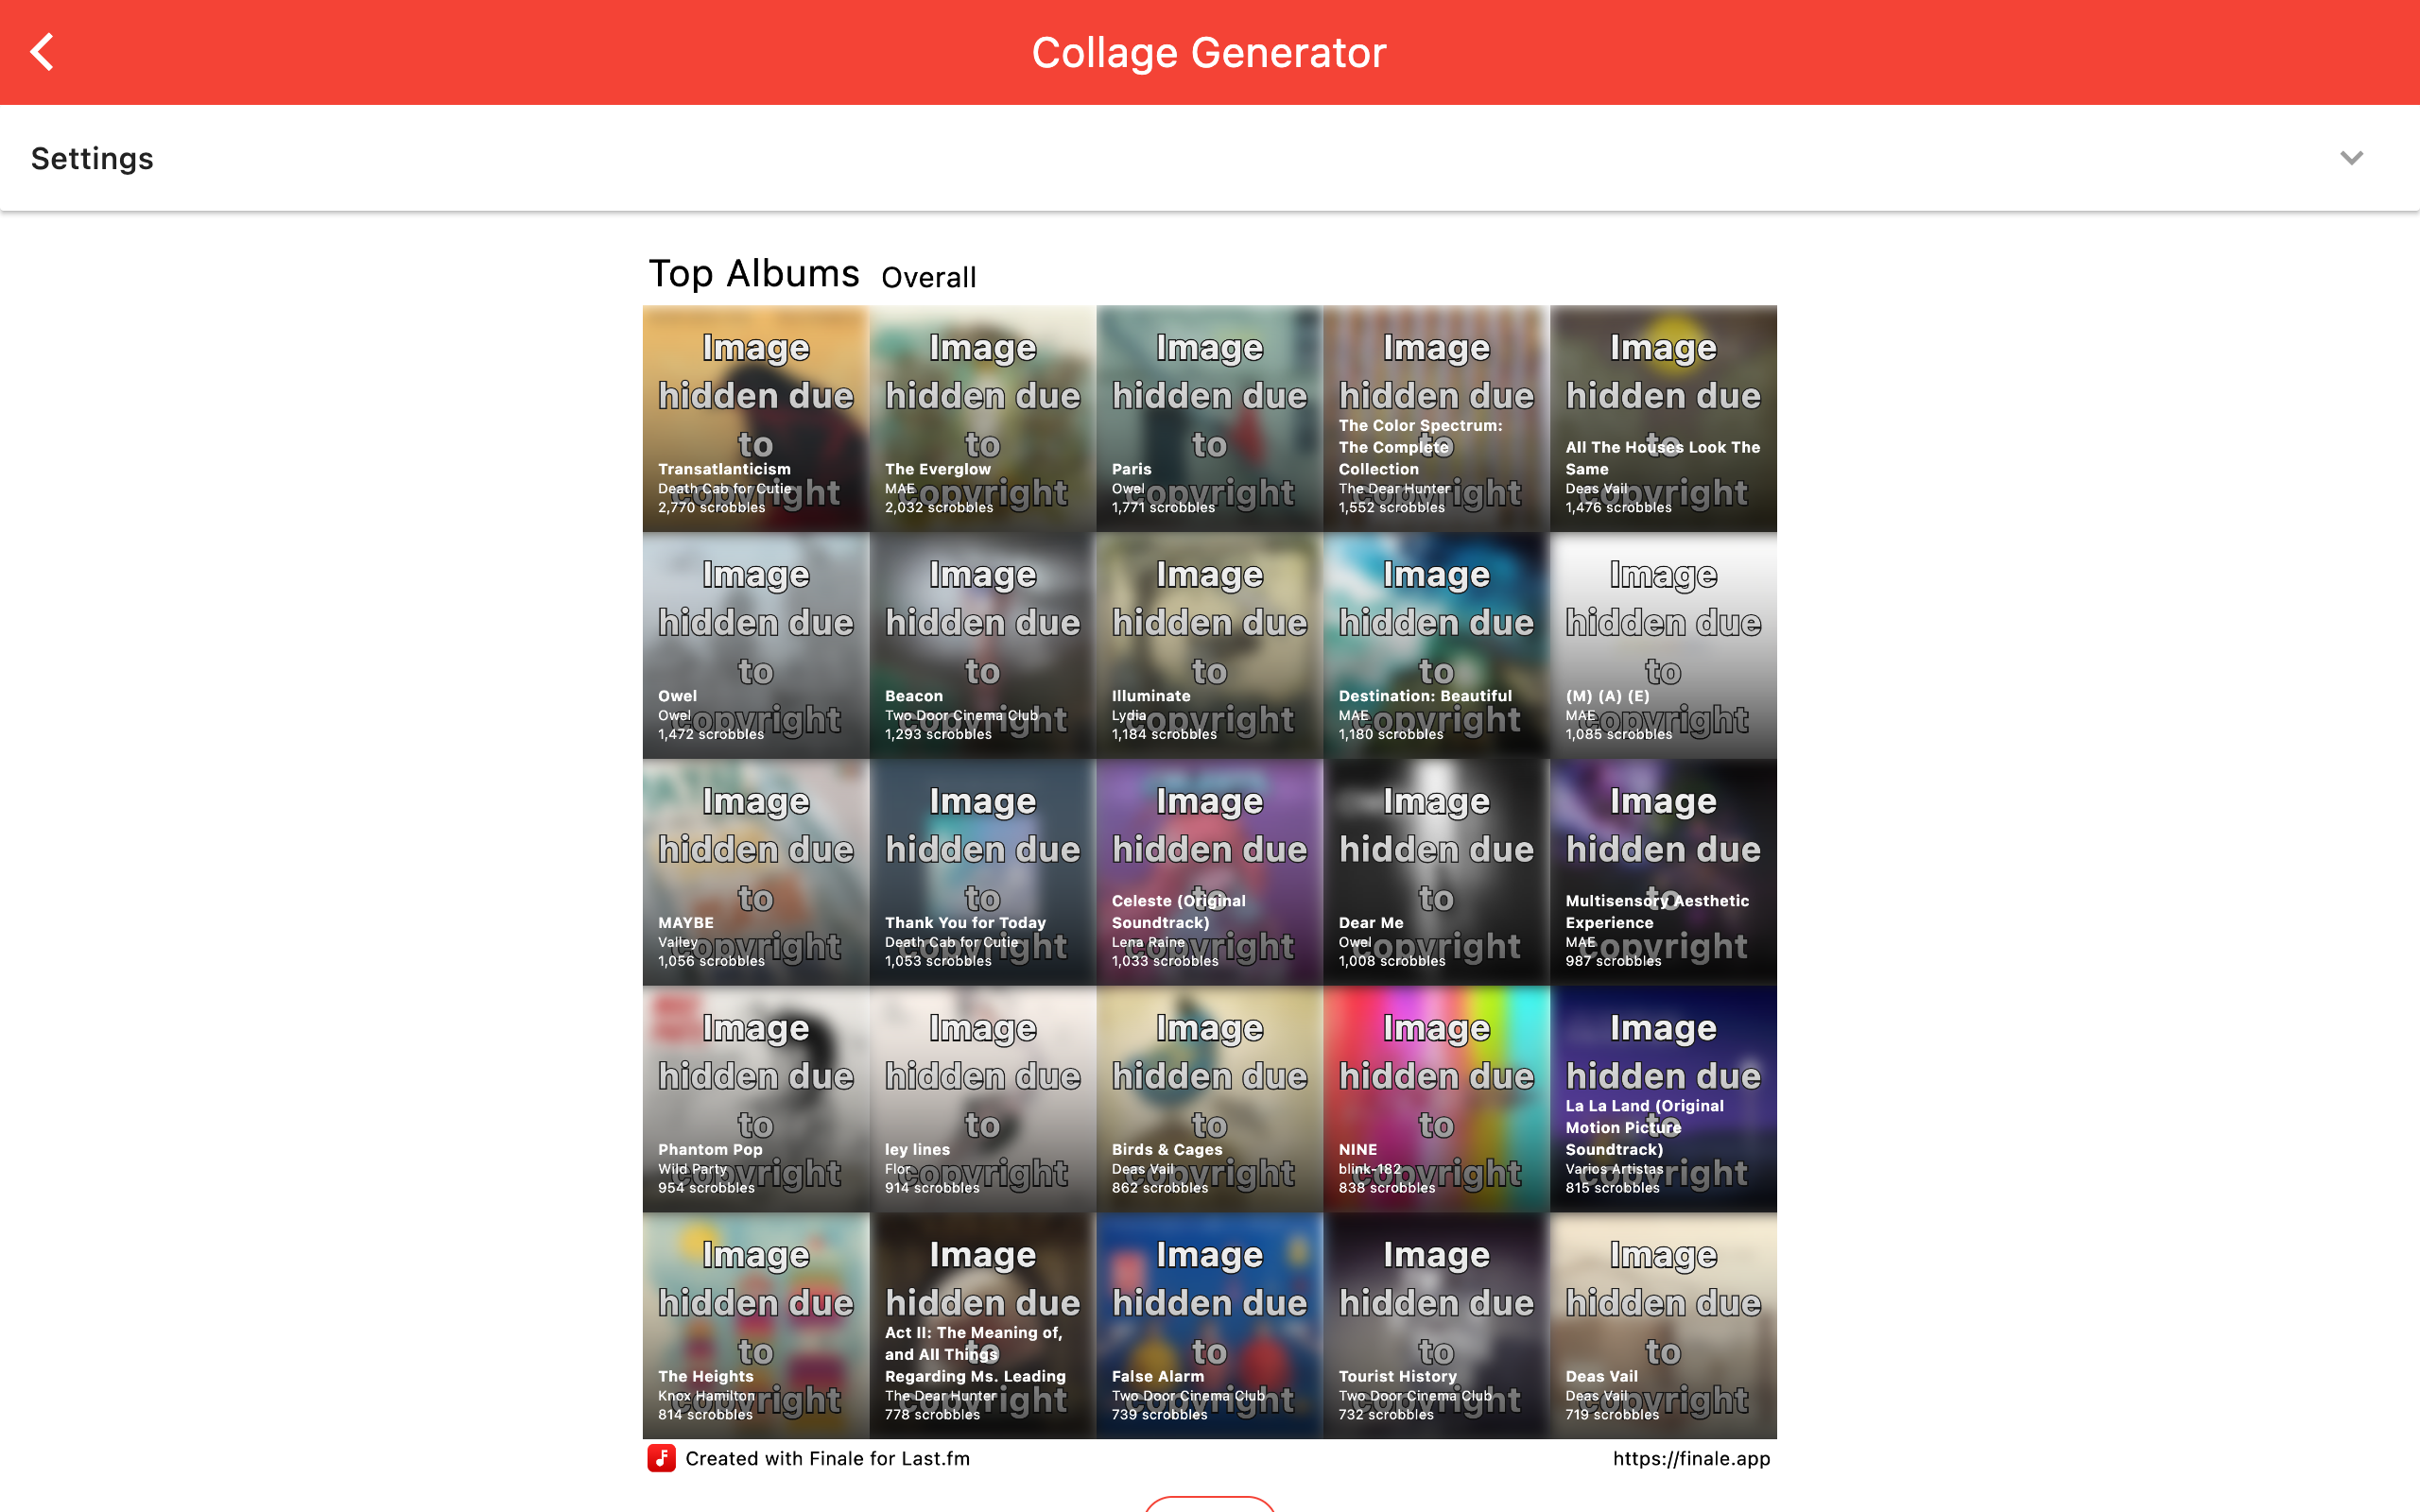 Collage Generator
Settings
Top Albums Overall
Image
hidden due
to
copyright
Transatlanticism
Death Cab for Cutie
2,770 scrobbles
Image
hidden due
to
copyright
The Everglow
MAE
2,032 scrobbles
Image
hidden due
to
copyright
Paris
Owel
1,771 scrobbles
Image
hidden due
to
copyright
The Color Spectrum:
The Complete
Collection
The Dear Hunter
1,552 scrobbles
Image
hidden due
to
copyright
All The Houses Look The
Same
Deas Vail
1,476 scrobbles
Image
hidden due
to
copyright
Owel
Owel
1,472 scrobbles
Image
hidden due
to
copyright
Beacon
Two Door Cinema Club
1,293 scrobbles
Image
hidden due
to
copyright
Illuminate
Lydia
1,184 scrobbles
Image
hidden due
to
copyright
Destination: Beautiful
MAE
1,180 scrobbles
Image
hidden due
to
copyright
(M) (A) (E)
MAE
1,085 scrobbles
Image
hidden due
to
copyright
MAYBE
Valley
1,056 scrobbles
Image
hidden due
to
copyright
Thank You for Today
Death Cab for Cutie
1,053 scrobbles
Image
hidden due
to
copyright
Celeste (Original
Soundtrack)
Lena Raine
1,033 scrobbles
Image
hidden due
to
copyright
Dear Me
Owel
1,008 scrobbles
Image
hidden due
to
copyright
Multisensory Aesthetic
Experience
MAE
987 scrobbles
Image
hidden due
to
copyright
Phantom Pop
Wild Party
954 scrobbles
Image
hidden due
to
copyright
ley lines
Flor
914 scrobbles
Image
hidden due
to
copyright
Birds & Cages
Deas Vail
862 scrobbles
Image
hidden due
to
copyright
NINE
blink-182
838 scrobbles
Image
hidden due
to
copyright
La La Land (Original
Motion Picture
Soundtrack)
Varios Artistas
815 scrobbles
Image
hidden due
to
copyright
The Heights
Knox Hamilton
814 scrobbles
Image
hidden due
to
copyright
Act II: The Meaning of,
and All Things
Regarding Ms. Leading
The Dear Hunter
778 scrobbles
Image
hidden due
to
copyright
False Alarm
Two Door Cinema Club
739 scrobbles
Image
hidden due
to
copyright
Tourist History
Two Door Cinema Club
732 scrobbles
Image
hidden due
to
copyright
Deas Vail
Deas Vail
719 scrobbles
Created with Finale for Last.fm
https://finale.app